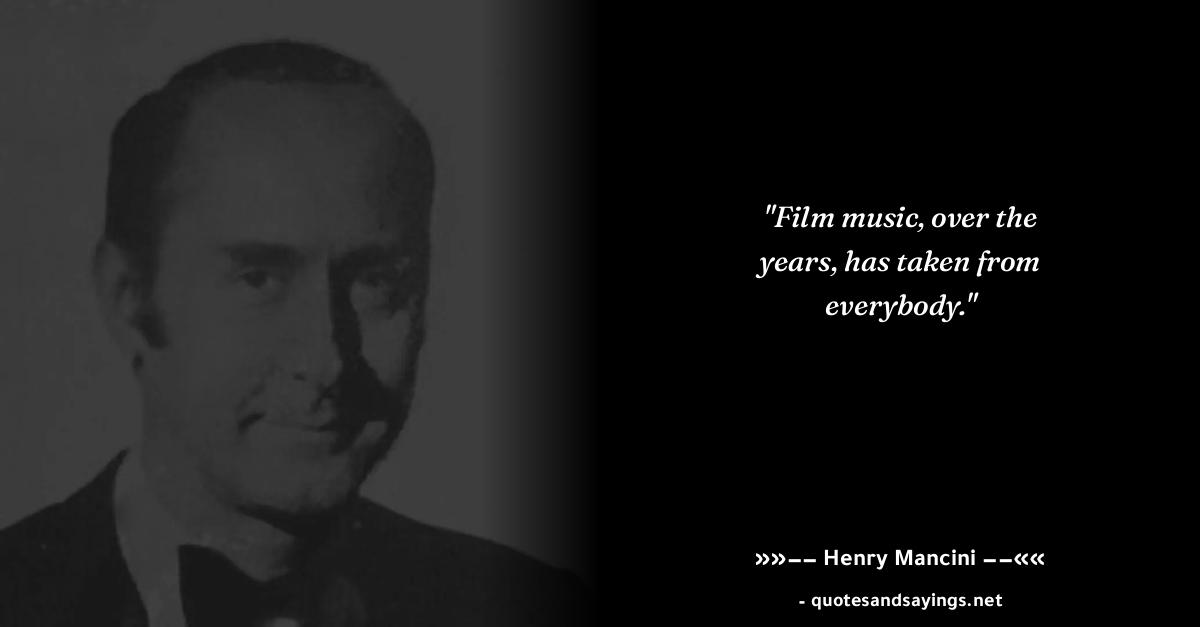 "Film music, over the
years, has taken from
everybody."
»»−− Henry Mancini −−««
- quotesandsayings.net